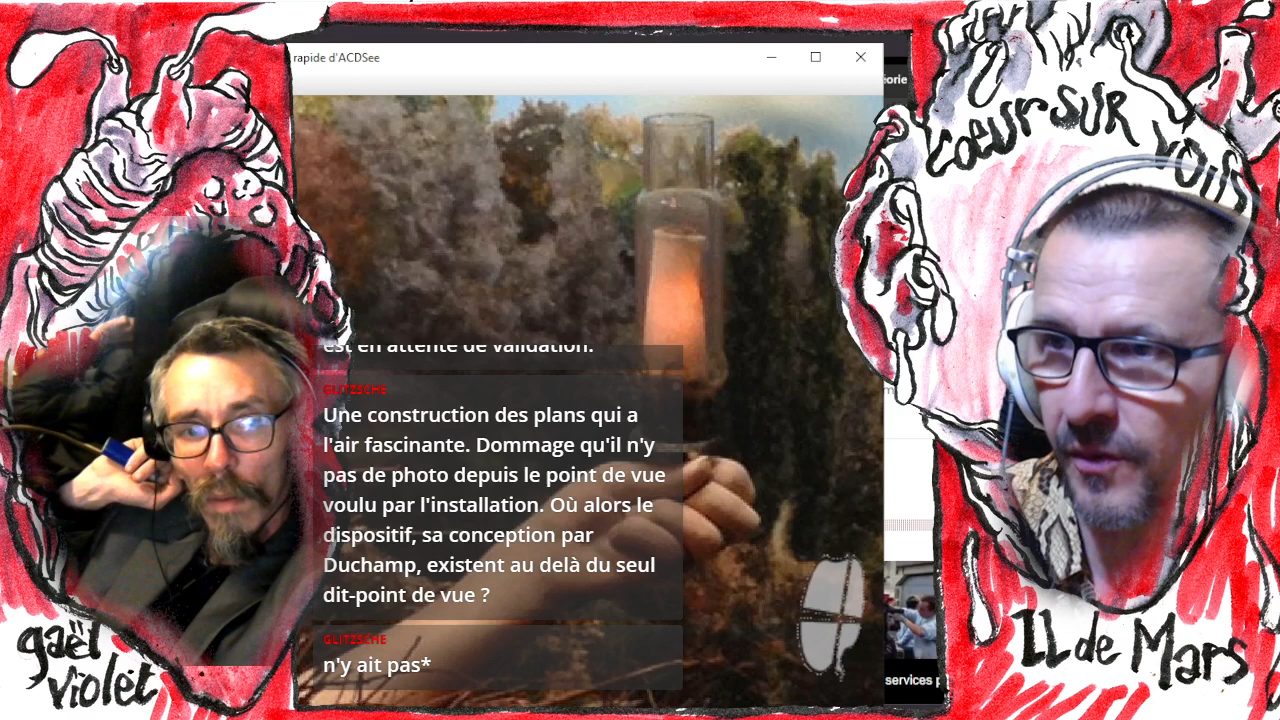 rapide d'ACDSee
éorie
cœur SUR VOUS
est en attente de validation.
GLITZSCHE
Une construction des plans qui a
l'air fascinante. Dommage qu'il n'y
pas de photo depuis le point de vue
voulu par l'installation. Où alors le
dispositif, sa conception par
Duchamp, existent au delà du seul
dit-point de vue ?
GLITZSCHE
n'y ait pas*
gaël
violet
LL de Mars
services p